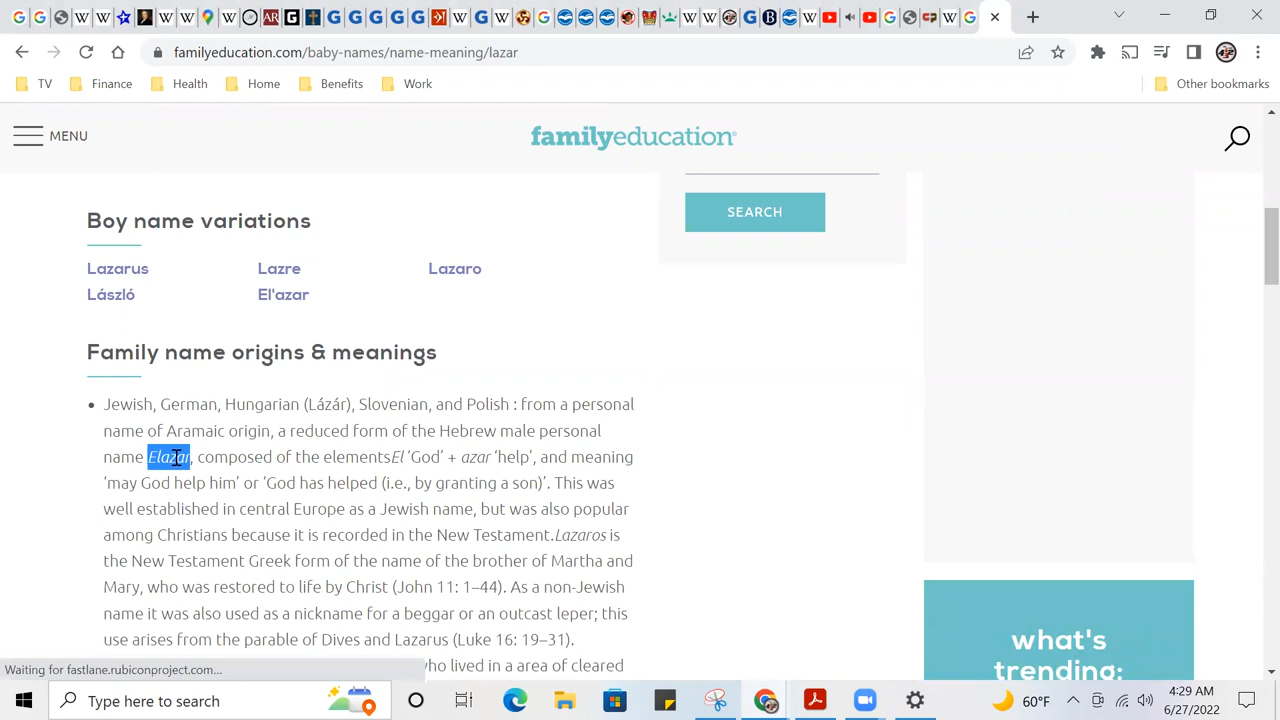 familyeducation.com/baby-names/name-meaning/lazar
TV Finance Health Home Benefits Work Other bookmarks
MENU
familyeducation
SEARCH
Boy name variations
Lazarus Lazre Lazaro
László El'azar
Family name origins & meanings
Jewish, German, Hungarian (Lázár), Slovenian, and Polish : from a personal
name of Aramaic origin, a reduced form of the Hebrew male personal
name Elazar, composed of the elementsEl ‘God’ + azar ‘help’, and meaning
‘may God help him’ or ‘God has helped (i.e., by granting a son)’. This was
well established in central Europe as a Jewish name, but was also popular
among Christians because it is recorded in the New Testament.Lazaros is
the New Testament Greek form of the name of the brother of Martha and
Mary, who was restored to life by Christ (John 11: 1–44). As a non-Jewish
name it was also used as a nickname for a beggar or an outcast leper; this
use arises from the parable of Dives and Lazarus (Luke 16: 19–31).
who lived in a area of cleared
what's
trending:
Waiting for fastlane.rubiconproject.com...
Type here to search
60°F
4:29 AM
6/27/2022